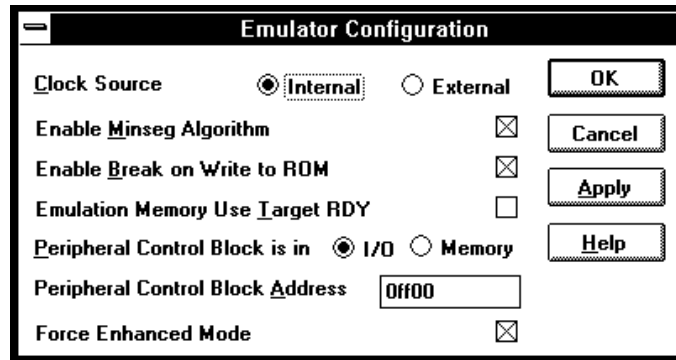 Emulator Configuration
Clock Source Internal External OK
Enable Minseg Algorithm Cancel
Enable Break on Write to ROM
Emulation Memory Use Target RDY Apply
Peripheral Control Block is in I/O Memory Help
Peripheral Control Block Address 0ff00
Force Enhanced Mode